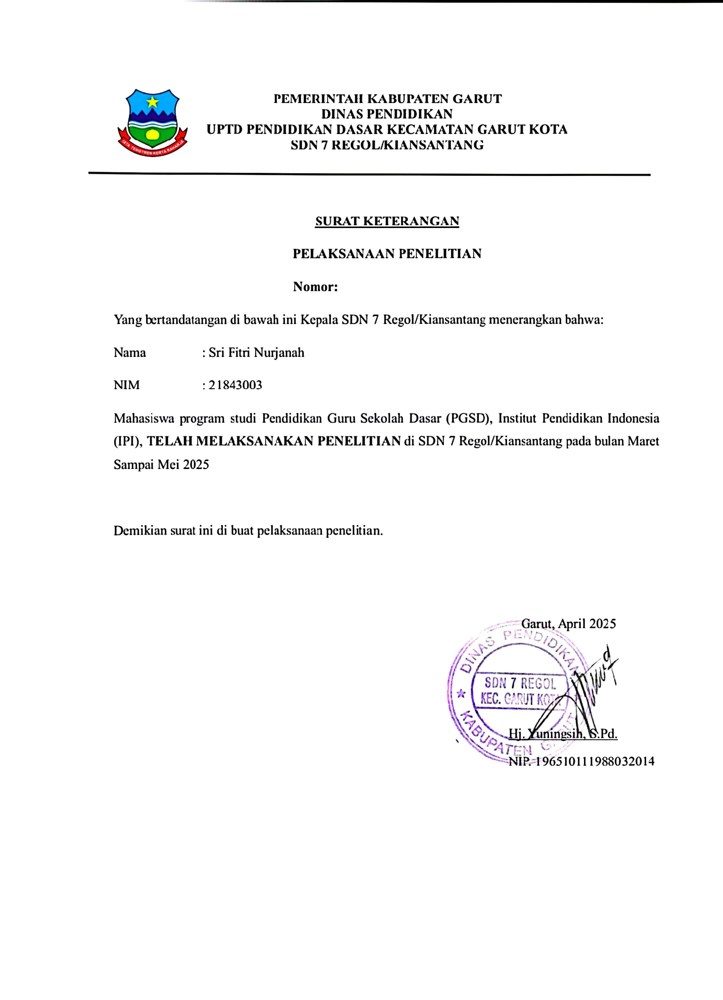 PEMERINTAH KABUPATEN GARUT
DINAS PENDIDIKAN
UPTD PENDIDIKAN DASAR KECAMATAN GARUT KOTA
SDN 7 REGOL/KIANSANTANG
TATA TENGTREM KERTA RAHARJA
SURAT KETERANGAN
PELAKSANAAN PENELITIAN
Nomor:
Yang bertandatangan di bawah ini Kepala SDN 7 Regol/Kiansantang menerangkan bahwa:
Nama : Sri Fitri Nurjanah
NIM : 21843003
Mahasiswa program studi Pendidikan Guru Sekolah Dasar (PGSD), Institut Pendidikan Indonesia
(IPI), TELAH MELAKSANAKAN PENELITIAN di SDN 7 Regol/Kiansantang pada bulan Maret
Sampai Mei 2025
Demikian surat ini di buat pelaksanaan penelitian.
Garut, April 2025
DINAS PENDIDIKAN
SDN 7 REGOL
KEC. GARUT KOTA
KABUPATEN GARUT
Hj. Yuningsih, S.Pd.
NIP. 196510111988032014